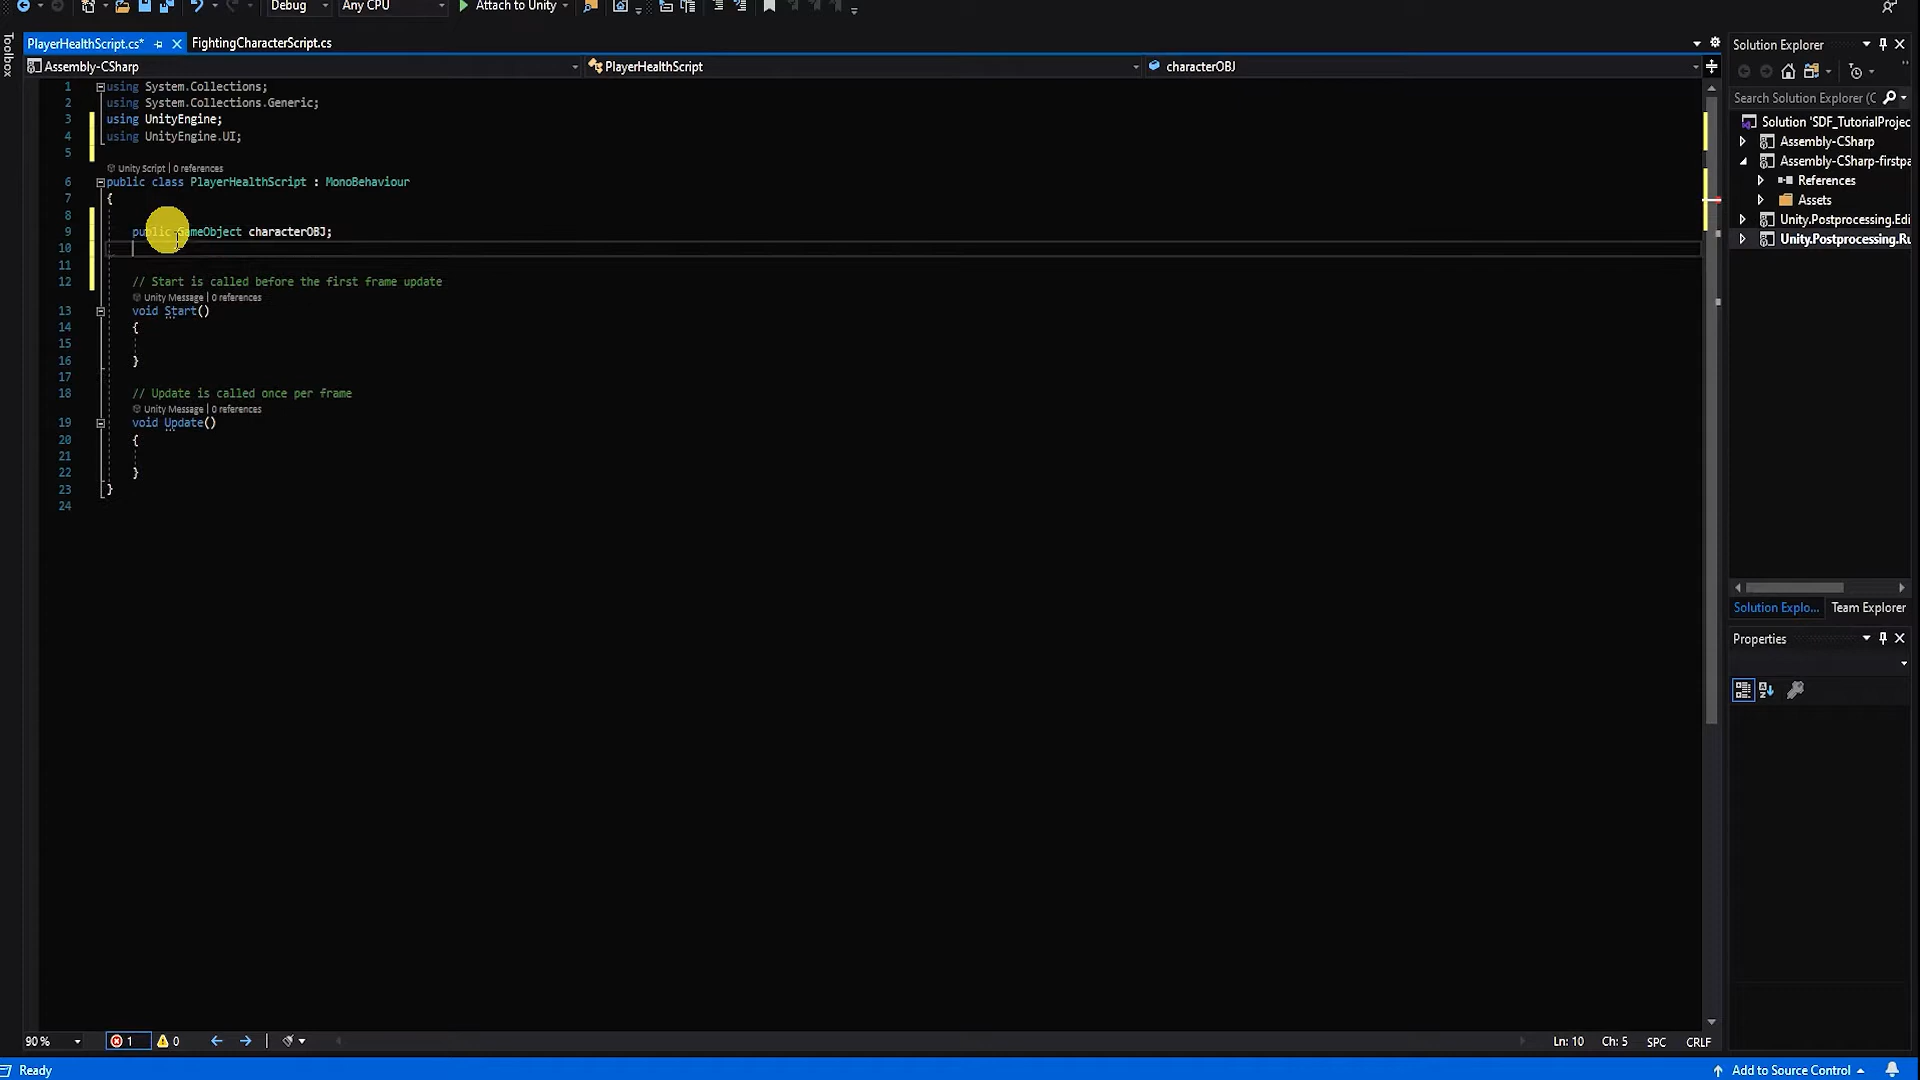 Debug Any CPU Attach to Unity
Toolbox
PlayerHealthScript.cs* FightingCharacterScript.cs
Assembly-CSharp PlayerHealthScript characterOBJ
1 using System.Collections;
2 using System.Collections.Generic;
3 using UnityEngine;
4 using UnityEngine.UI;
5
Unity Script | 0 references
6 public class PlayerHealthScript : MonoBehaviour
7 {
8
9 public GameObject characterOBJ;
10
11
12 // Start is called before the first frame update
Unity Message | 0 references
13 void Start()
14 {
15
16 }
17
18 // Update is called once per frame
Unity Message | 0 references
19 void Update()
20 {
21
22 }
23 }
24
Solution Explorer
Search Solution Explorer (C
Solution 'SDF_TutorialProjec
Assembly-CSharp
Assembly-CSharp-firstpa
References
Assets
Unity.Postprocessing.Edi
Unity.Postprocessing.Ru
Solution Explo... Team Explorer
Properties
90 % 1 0 Ln: 10 Ch: 5 SPC CRLF
Ready Add to Source Control